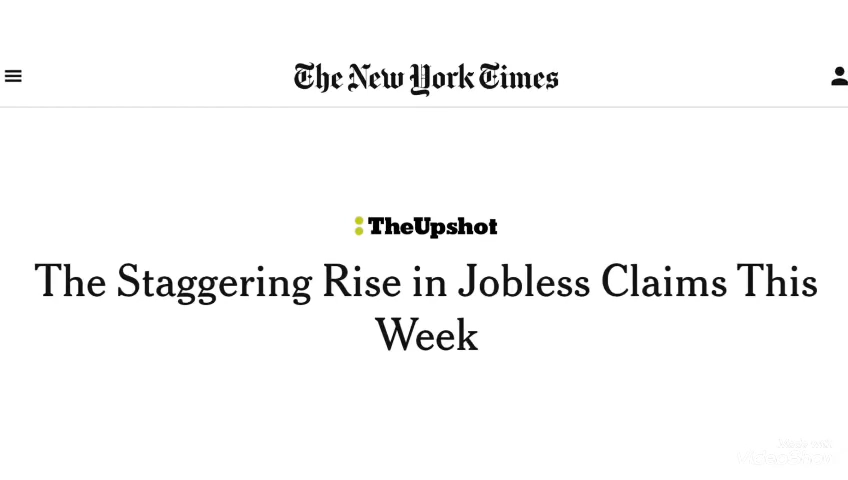 The New York Times
TheUpshot
The Staggering Rise in Jobless Claims This
Week